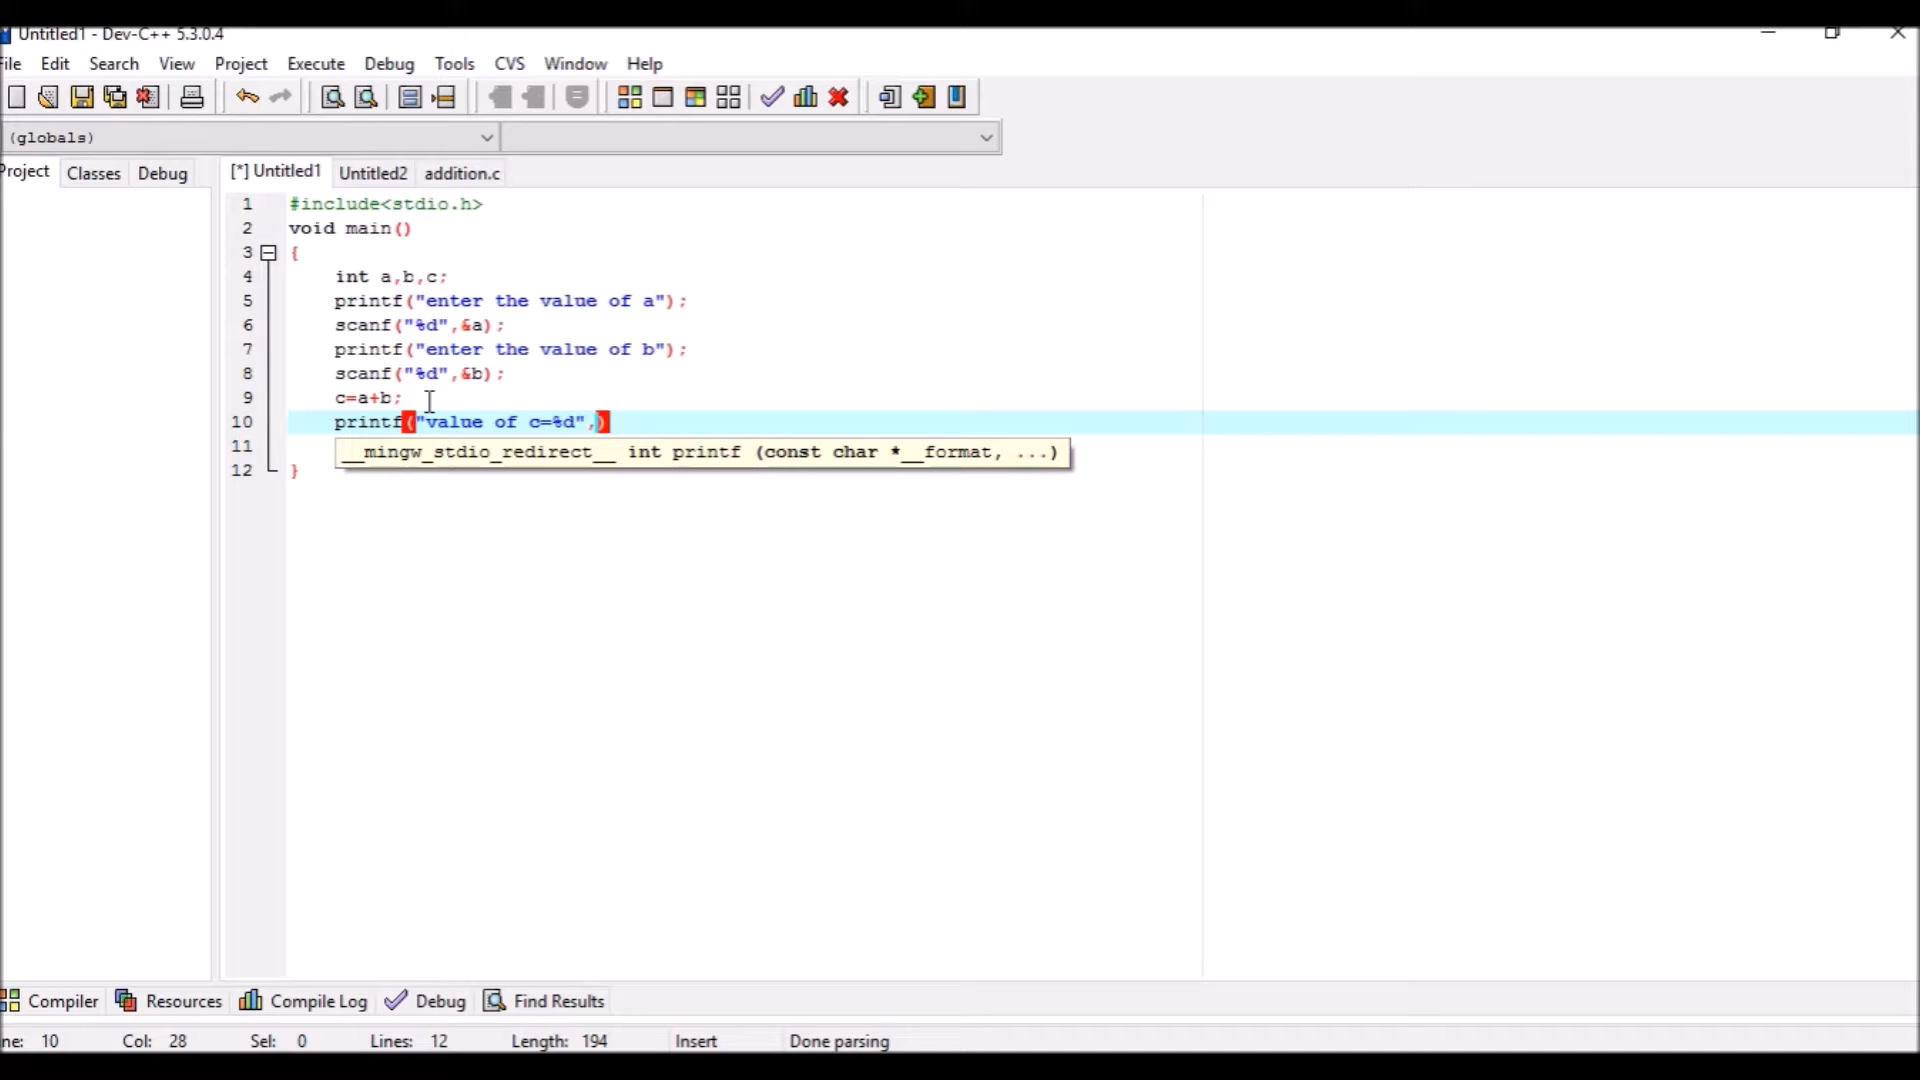 Untitled1 - Dev-C++ 5.3.0.4
ile Edit Search View Project Execute Debug Tools CVS Window Help
(globals)
Project Classes Debug [*] Untitled1 Untitled2 addition.c
1 #include<stdio.h>
2 void main()
3 {
4 int a,b,c;
5 printf("enter the value of a");
6 scanf("%d",&a);
7 printf("enter the value of b");
8 scanf("%d",&b);
9 c=a+b;
10 printf("value of c=%d",)
11 __mingw_stdio_redirect__ int printf (const char *__format, ...)
12 }
Compiler Resources Compile Log Debug Find Results
ne: 10 Col: 28 Sel: 0 Lines: 12 Length: 194 Insert Done parsing